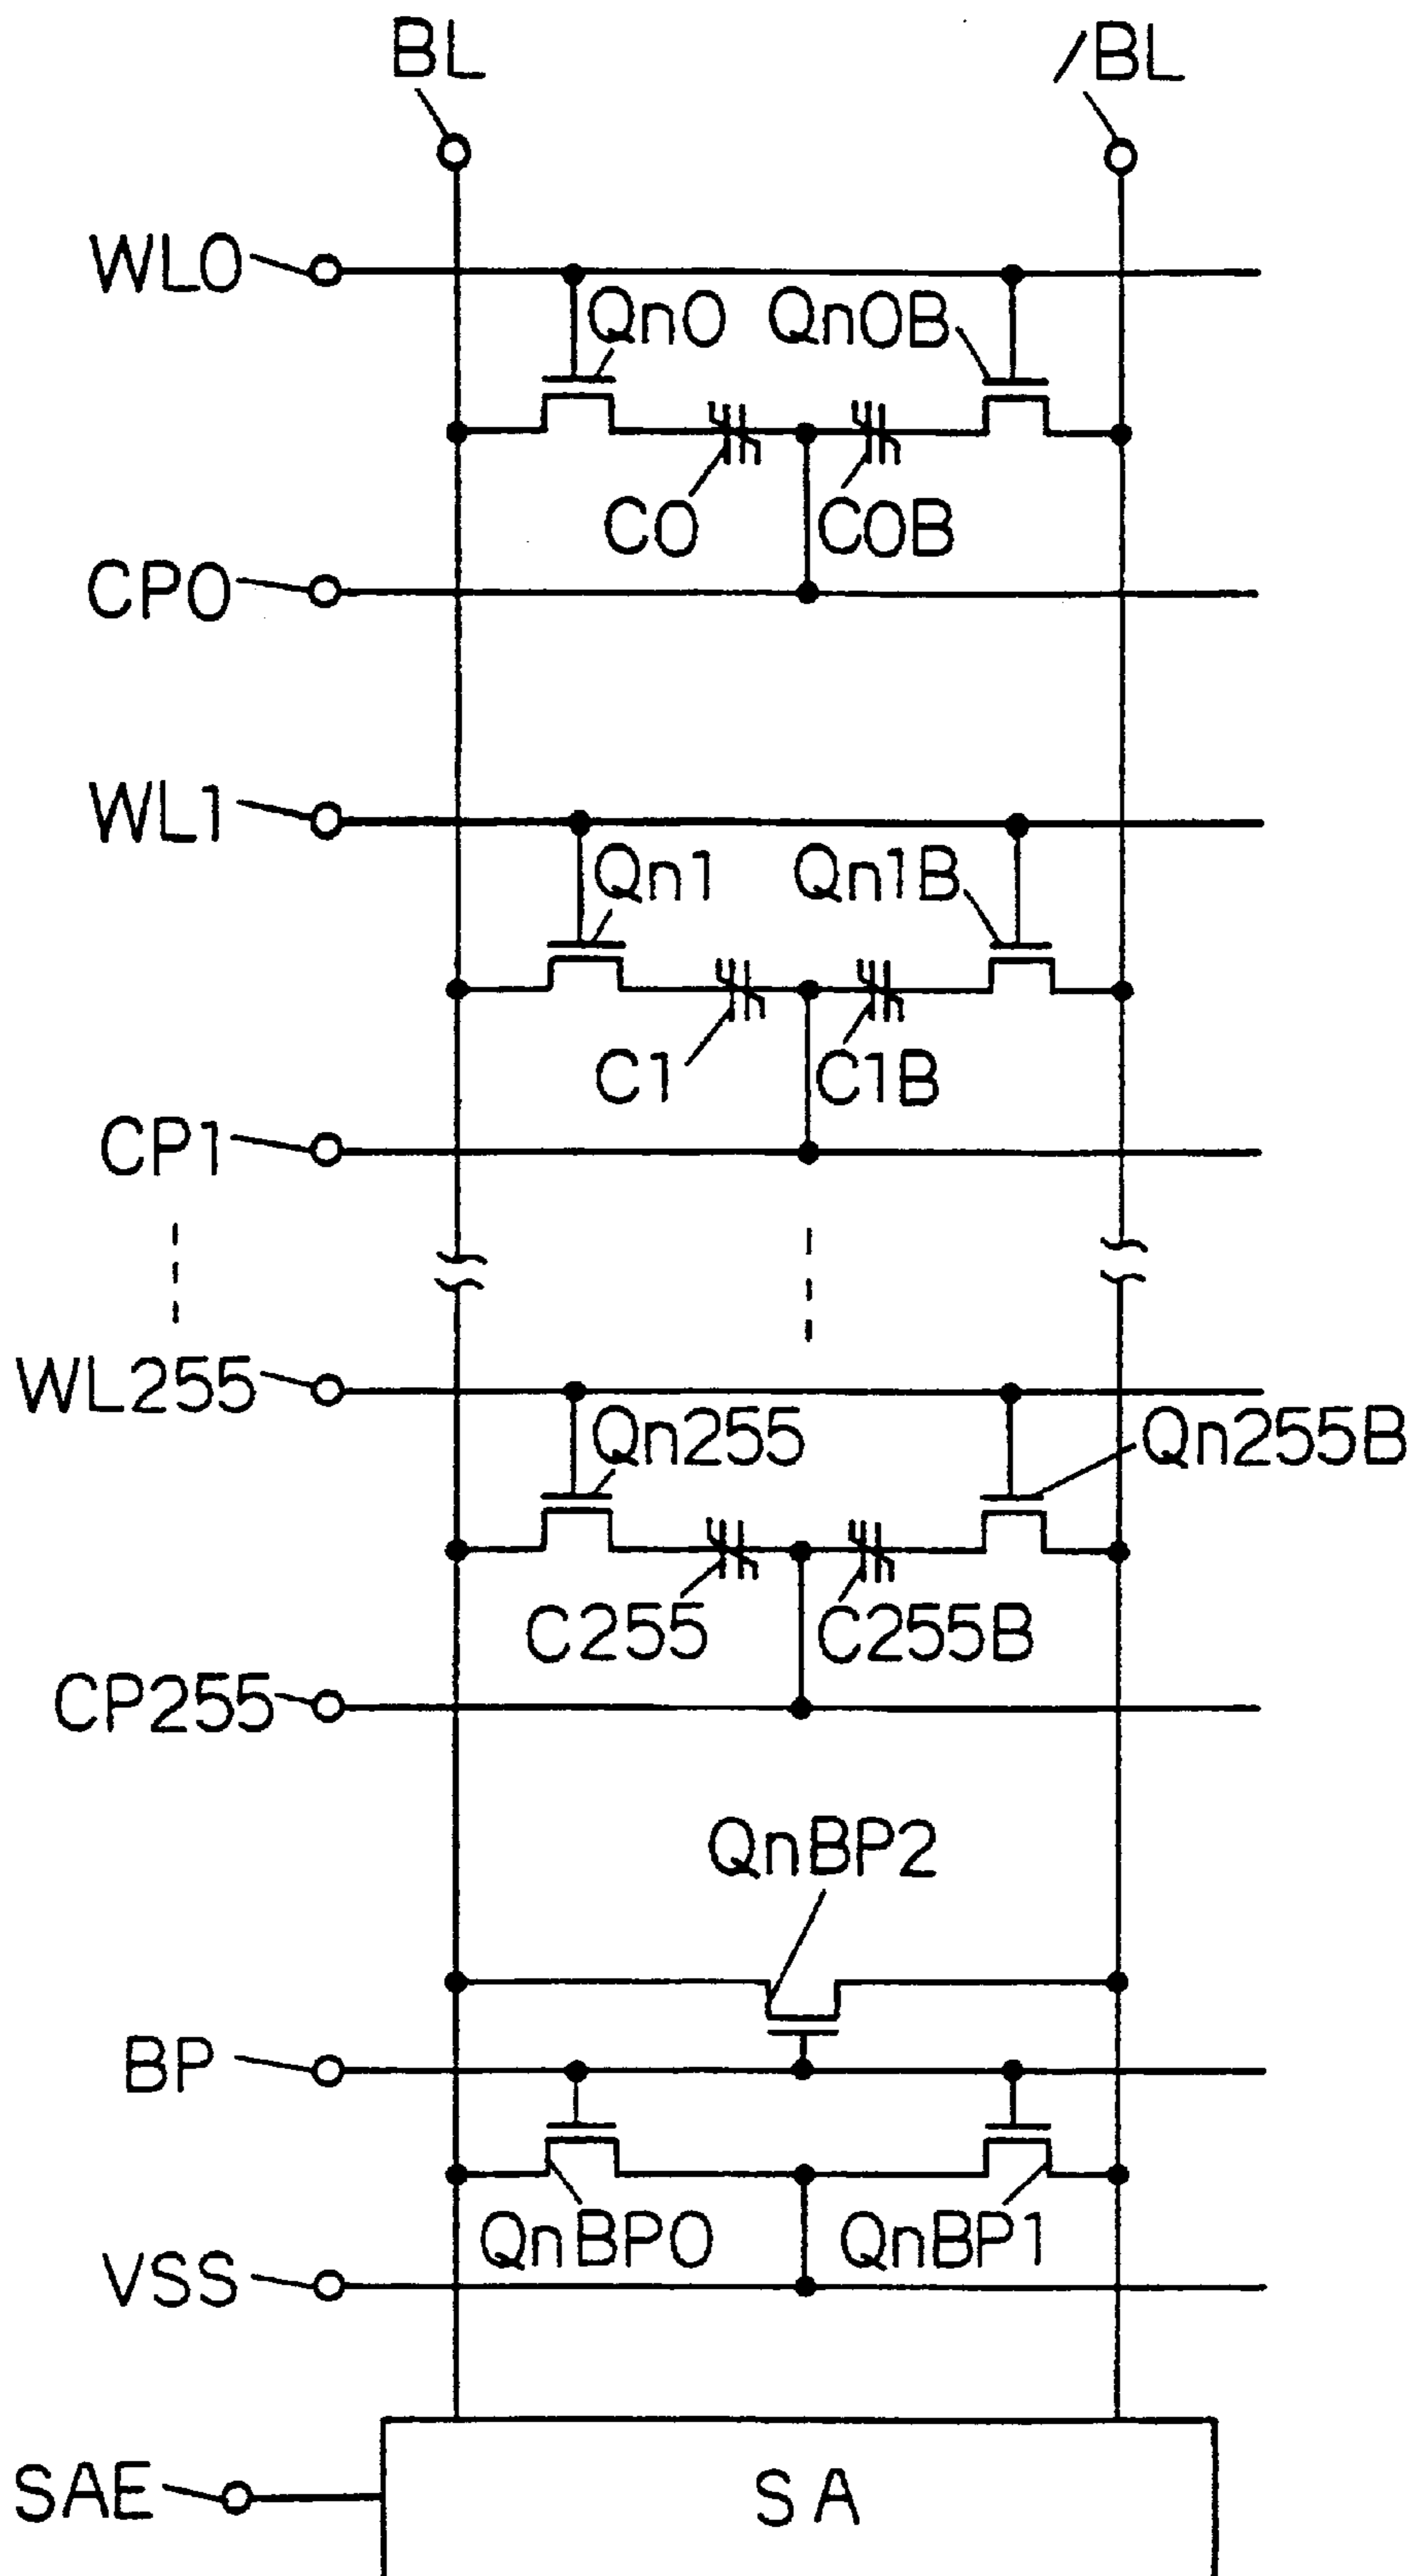 BL /BL
WL0
Qn0 Qn0B
C0 C0B
CP0
WL1
Qn1 Qn1B
C1 C1B
CP1
WL255
Qn255 Qn255B
C255 C255B
CP255
QnBP2
BP
QnBP0 QnBP1
VSS
SAE SA